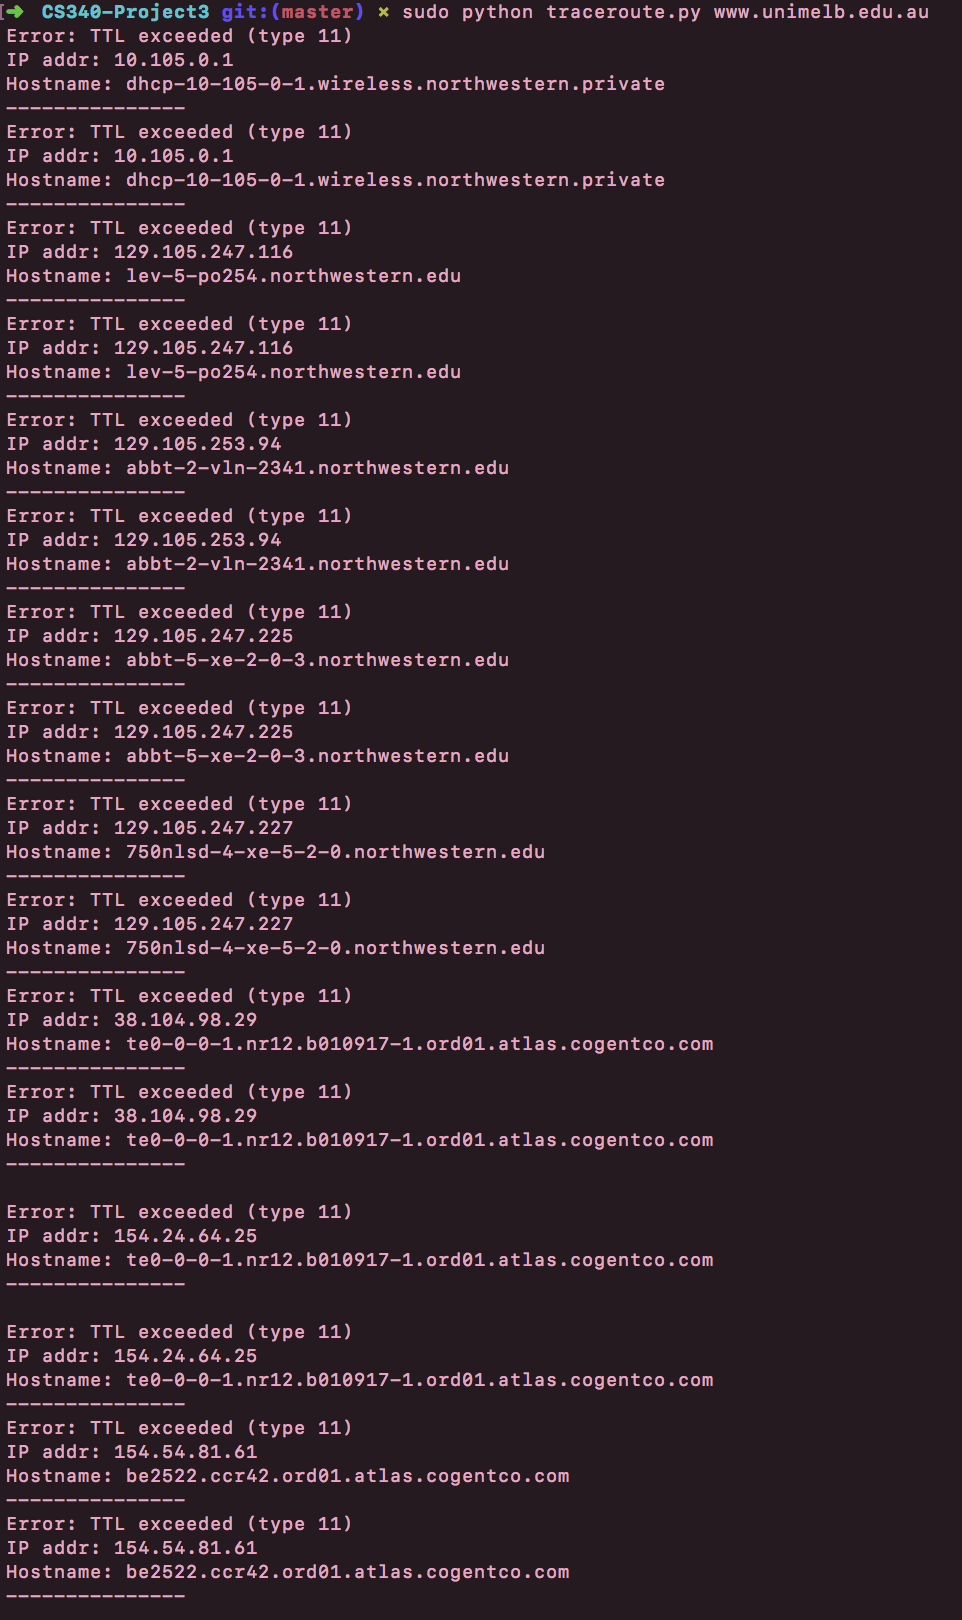 [➜ CS340-Project3 git:(master) × sudo python traceroute.py www.unimelb.edu.au
Error: TTL exceeded (type 11)
IP addr: 10.105.0.1
Hostname: dhcp-10-105-0-1.wireless.northwestern.private
---------------
Error: TTL exceeded (type 11)
IP addr: 10.105.0.1
Hostname: dhcp-10-105-0-1.wireless.northwestern.private
---------------
Error: TTL exceeded (type 11)
IP addr: 129.105.247.116
Hostname: lev-5-po254.northwestern.edu
---------------
Error: TTL exceeded (type 11)
IP addr: 129.105.247.116
Hostname: lev-5-po254.northwestern.edu
---------------
Error: TTL exceeded (type 11)
IP addr: 129.105.253.94
Hostname: abbt-2-vln-2341.northwestern.edu
---------------
Error: TTL exceeded (type 11)
IP addr: 129.105.253.94
Hostname: abbt-2-vln-2341.northwestern.edu
---------------
Error: TTL exceeded (type 11)
IP addr: 129.105.247.225
Hostname: abbt-5-xe-2-0-3.northwestern.edu
---------------
Error: TTL exceeded (type 11)
IP addr: 129.105.247.225
Hostname: abbt-5-xe-2-0-3.northwestern.edu
---------------
Error: TTL exceeded (type 11)
IP addr: 129.105.247.227
Hostname: 750nlsd-4-xe-5-2-0.northwestern.edu
---------------
Error: TTL exceeded (type 11)
IP addr: 129.105.247.227
Hostname: 750nlsd-4-xe-5-2-0.northwestern.edu
---------------
Error: TTL exceeded (type 11)
IP addr: 38.104.98.29
Hostname: te0-0-0-1.nr12.b010917-1.ord01.atlas.cogentco.com
---------------
Error: TTL exceeded (type 11)
IP addr: 38.104.98.29
Hostname: te0-0-0-1.nr12.b010917-1.ord01.atlas.cogentco.com
---------------
Error: TTL exceeded (type 11)
IP addr: 154.24.64.25
Hostname: te0-0-0-1.nr12.b010917-1.ord01.atlas.cogentco.com
---------------
Error: TTL exceeded (type 11)
IP addr: 154.24.64.25
Hostname: te0-0-0-1.nr12.b010917-1.ord01.atlas.cogentco.com
---------------
Error: TTL exceeded (type 11)
IP addr: 154.54.81.61
Hostname: be2522.ccr42.ord01.atlas.cogentco.com
---------------
Error: TTL exceeded (type 11)
IP addr: 154.54.81.61
Hostname: be2522.ccr42.ord01.atlas.cogentco.com
---------------